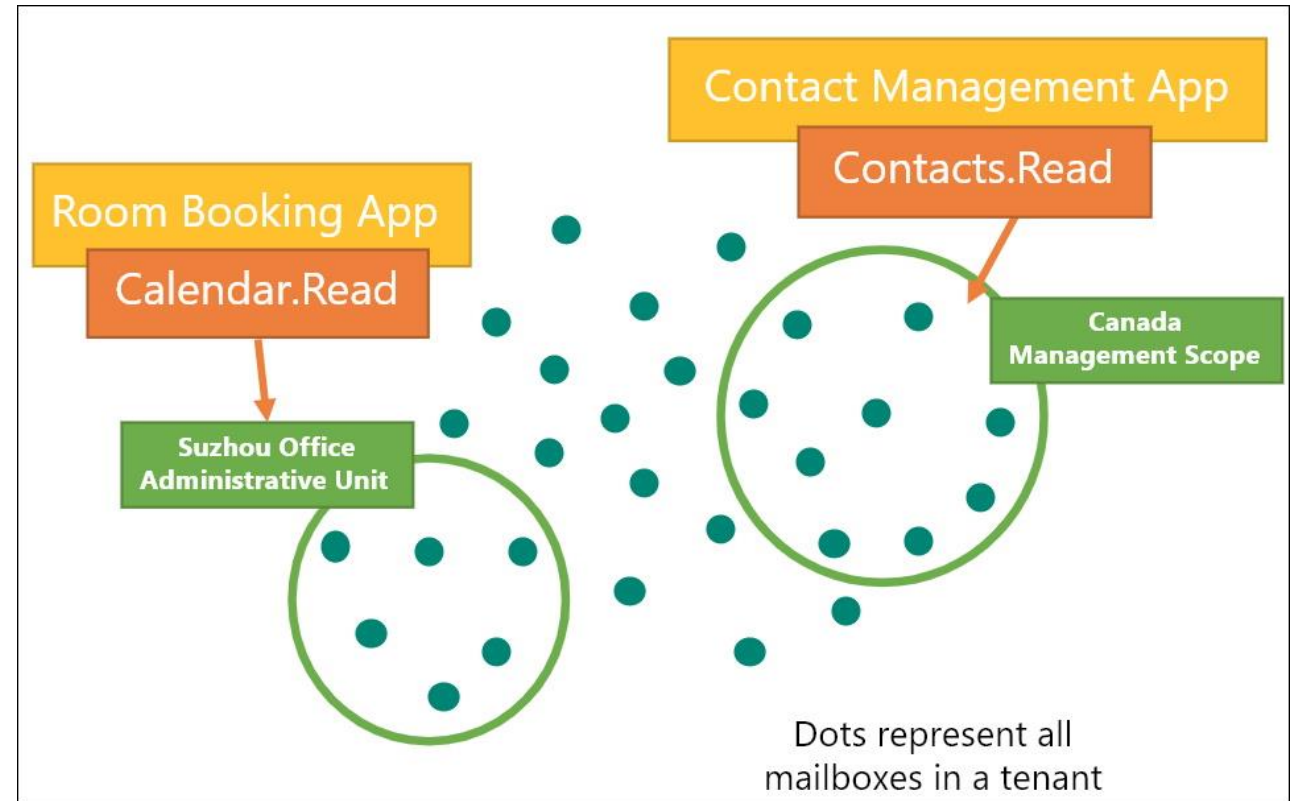 Contact Management App
Contacts.Read
Room Booking App
Calendar.Read
Canada
Management Scope
Suzhou Office
Administrative Unit
Dots represent all
mailboxes in a tenant